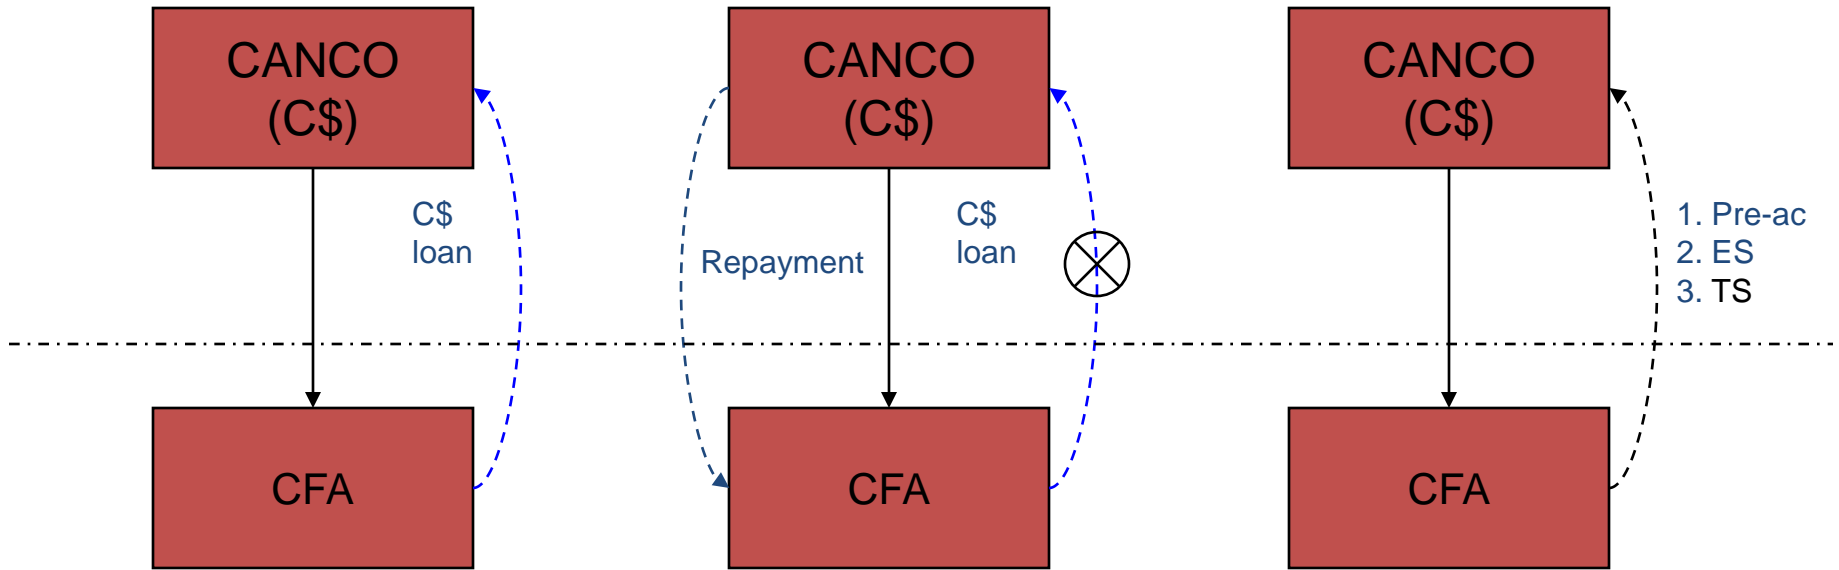 CANCO
(C$)
C$
loan
CFA
CANCO
(C$)
Repayment
C$
loan
CFA
CANCO
(C$)
1. Pre-ac
2. ES
3. TS
CFA